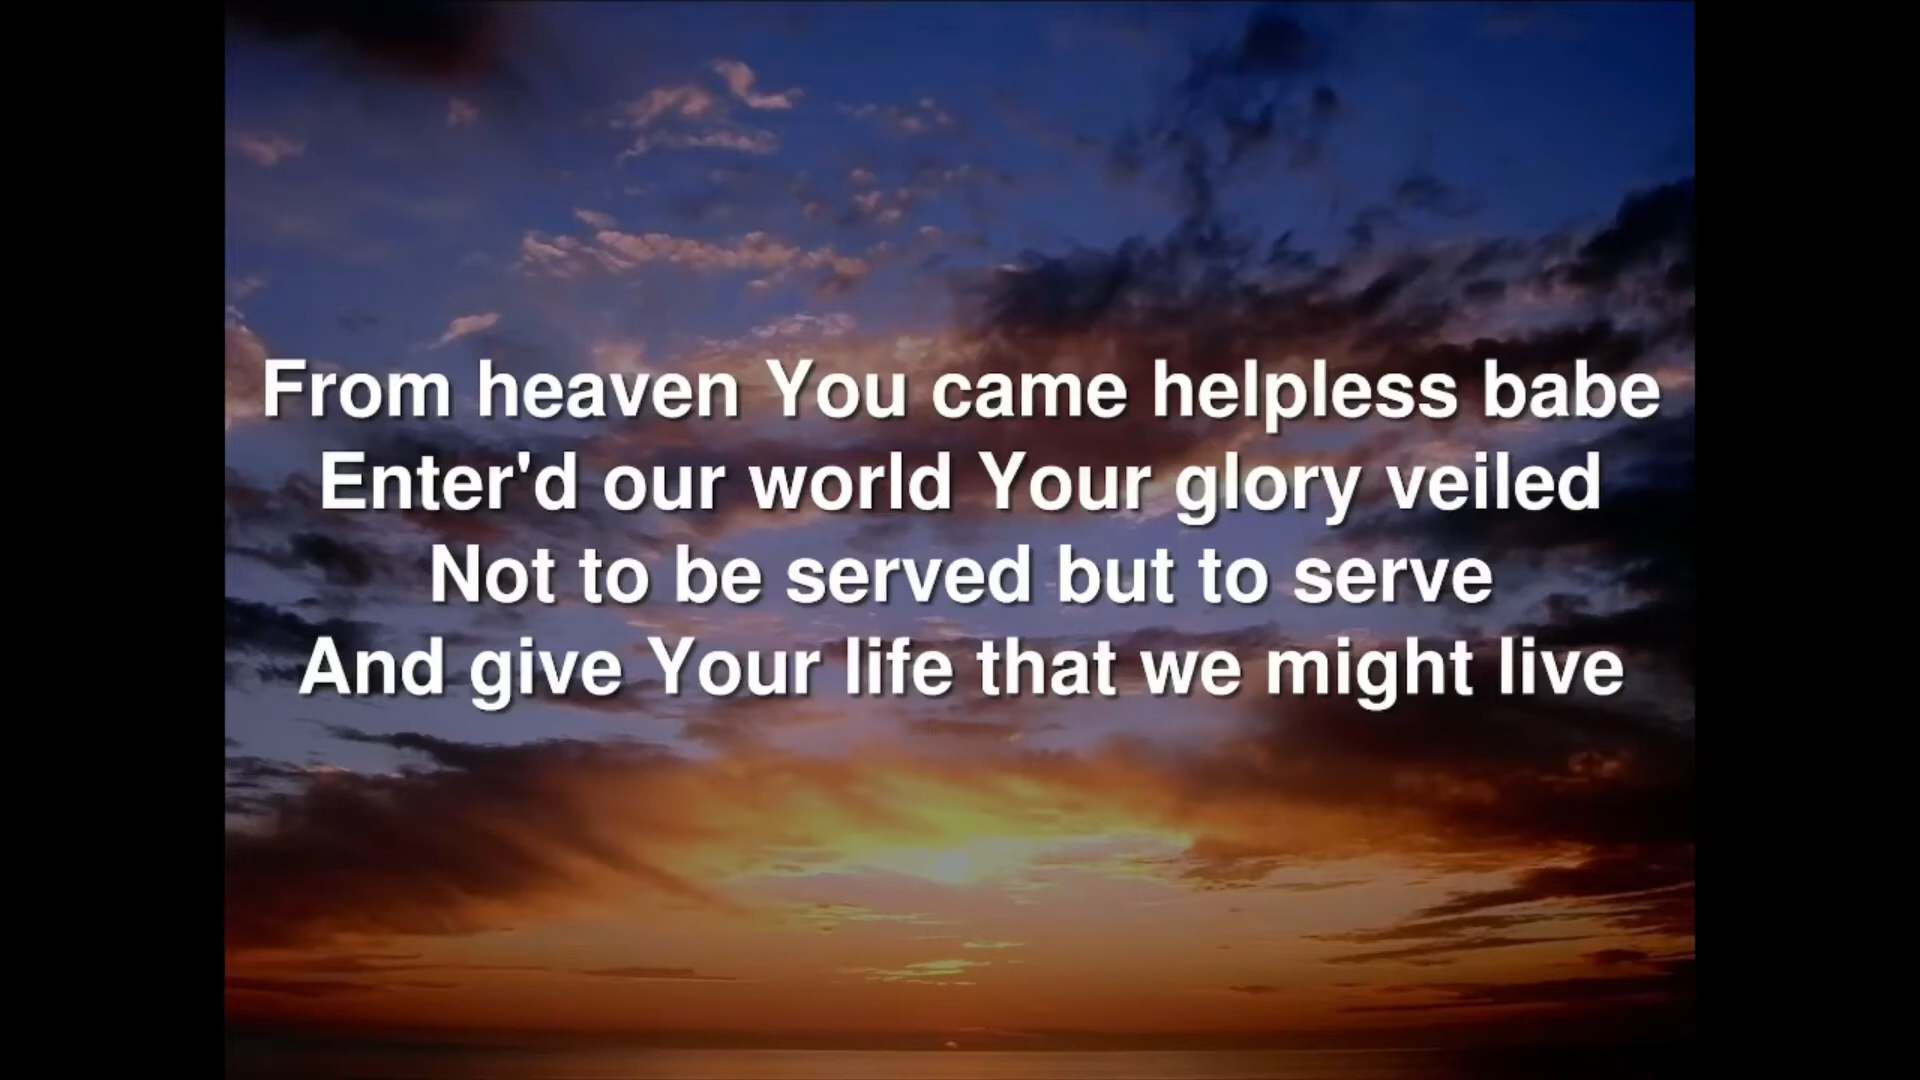 From heaven You came helpless babe
Enter'd our world Your glory veiled
Not to be served but to serve
And give Your life that we might live